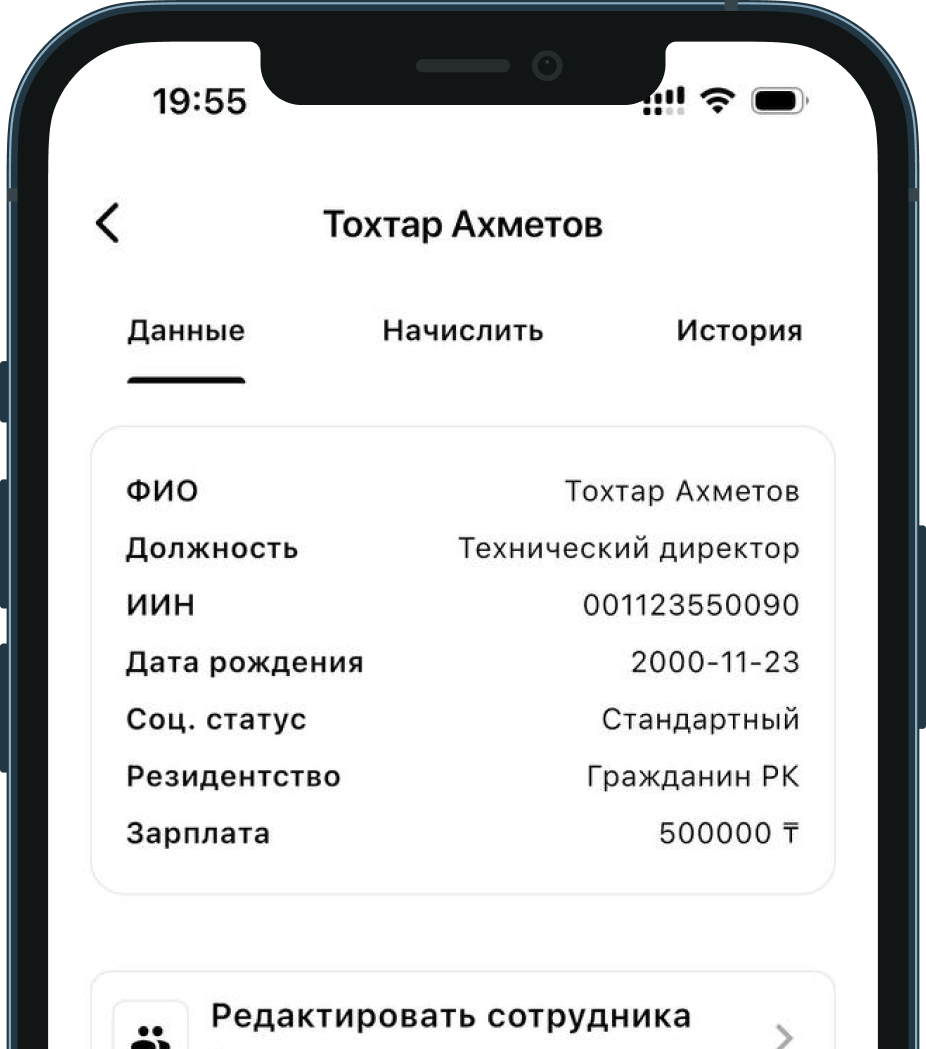 19:55
Тохтар Ахметов
Данные Начислить История
ФИО Тохтар Ахметов
Должность Технический директор
ИИН 001123550090
Дата рождения 2000-11-23
Соц. статус Стандартный
Резидентство Гражданин РК
Зарплата 500000 ₸
Редактировать сотрудника